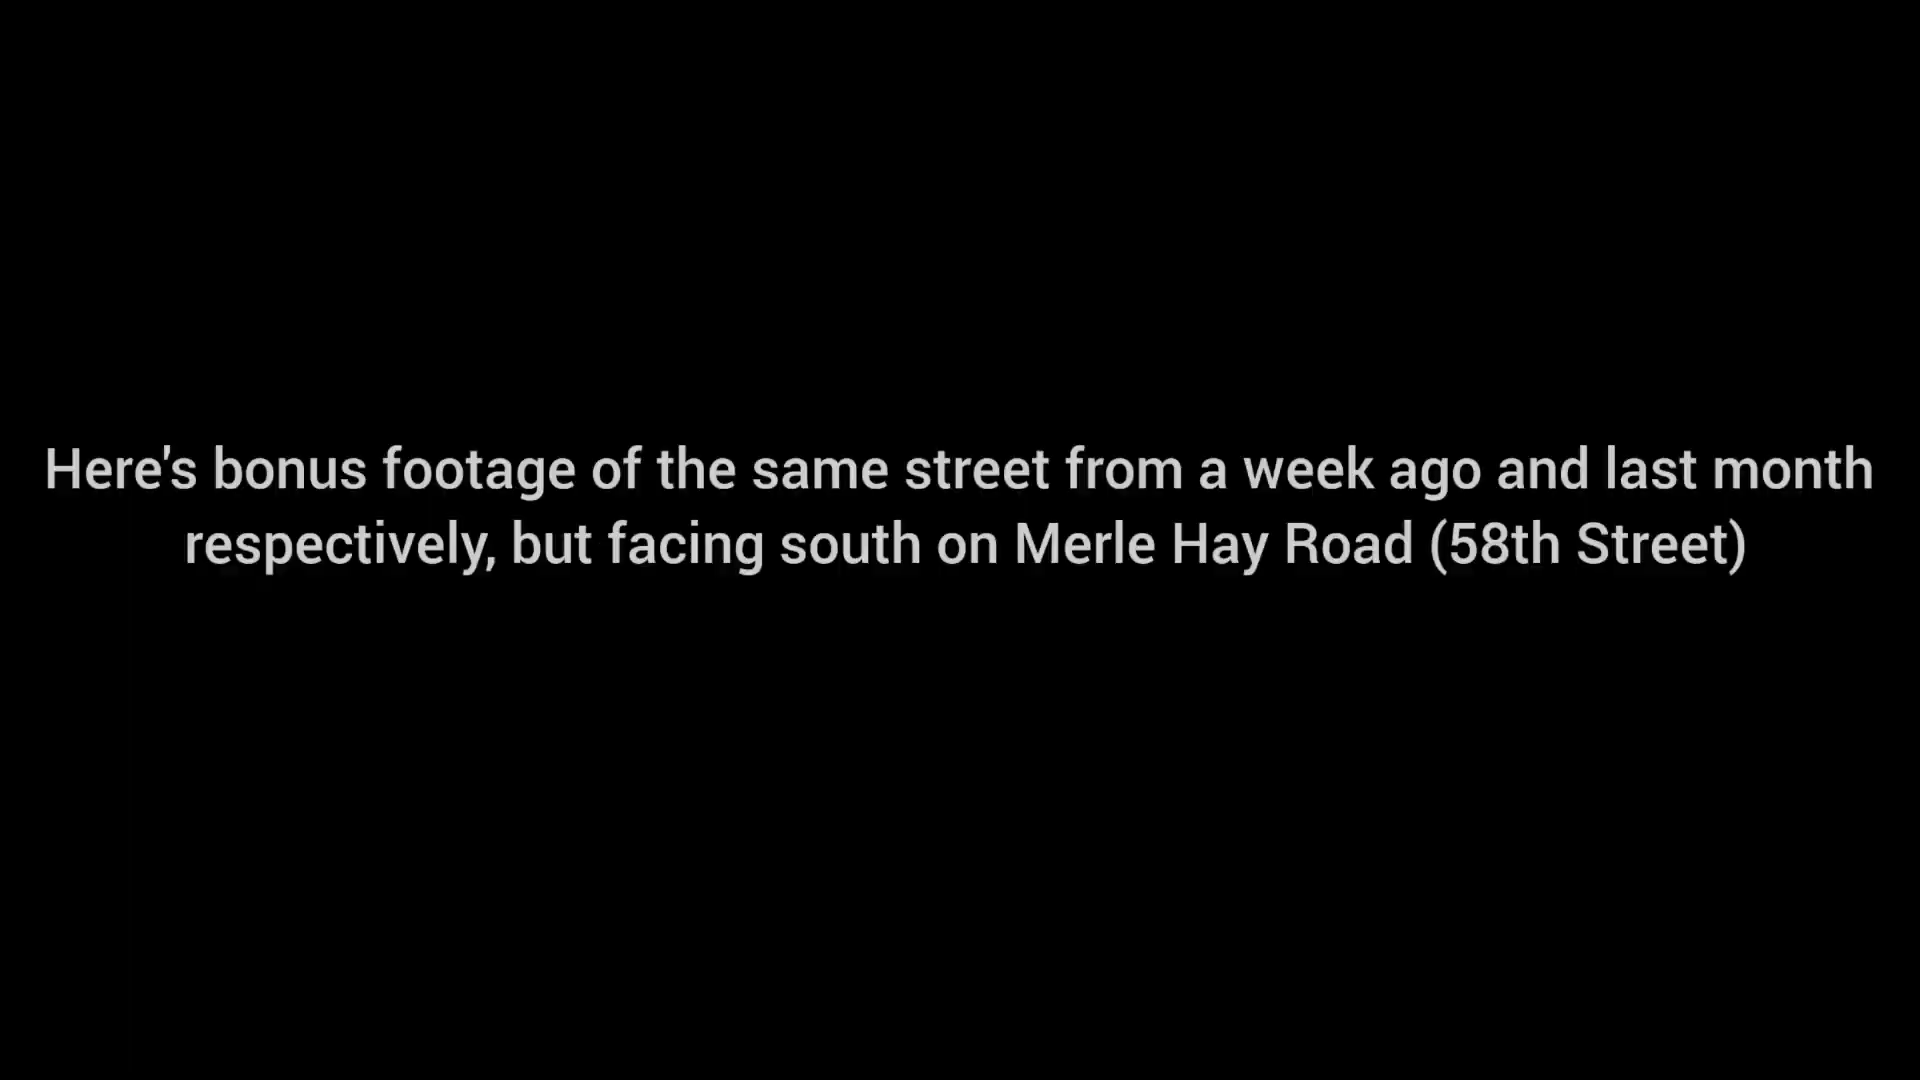 Here's bonus footage of the same street from a week ago and last month
respectively, but facing south on Merle Hay Road (58th Street)